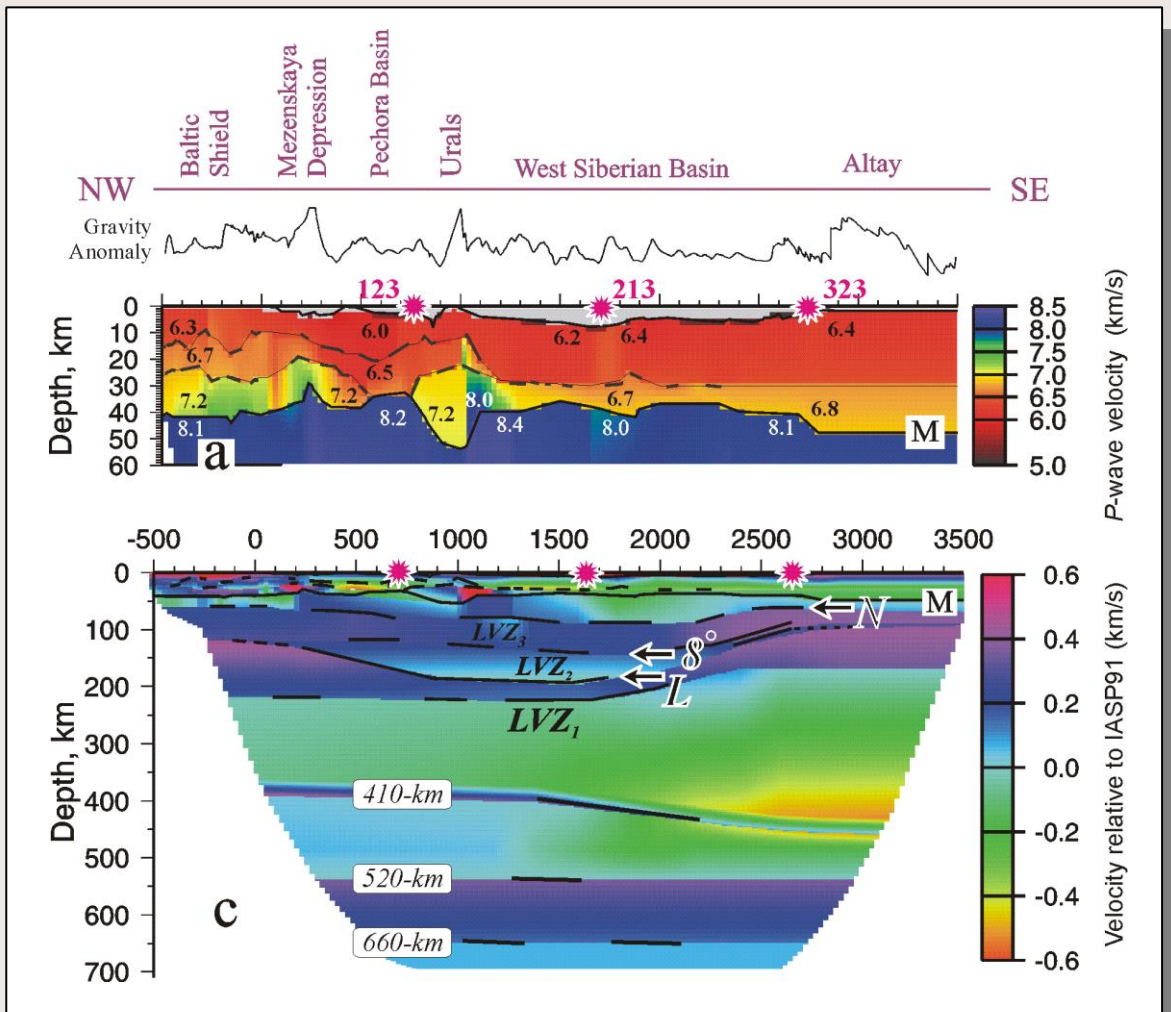 Baltic
Shield
Mezenskaya
Depression
Pechora Basin
Urals
West Siberian Basin
Altay
NW
SE
Gravity
Anomaly
123
213
323
Depth, km
0
10
20
30
40
50
60
6.3
6.0
6.2
6.4
6.4
6.7
6.5
7.2
7.2
7.2
8.0
6.7
6.8
8.1
8.2
8.4
8.0
8.1
M
a
8.5
8.0
7.5
7.0
6.5
6.0
5.0
P-wave velocity (km/s)
-500 0 500 1000 1500 2000 2500 3000 3500
Depth, km
0
100
200
300
400
500
600
700
M
N
LVZ3
8°
LVZ2
L
LVZ1
410-km
520-km
660-km
c
0.6
0.4
0.2
0.0
-0.2
-0.4
-0.6
Velocity relative to IASP91 (km/s)